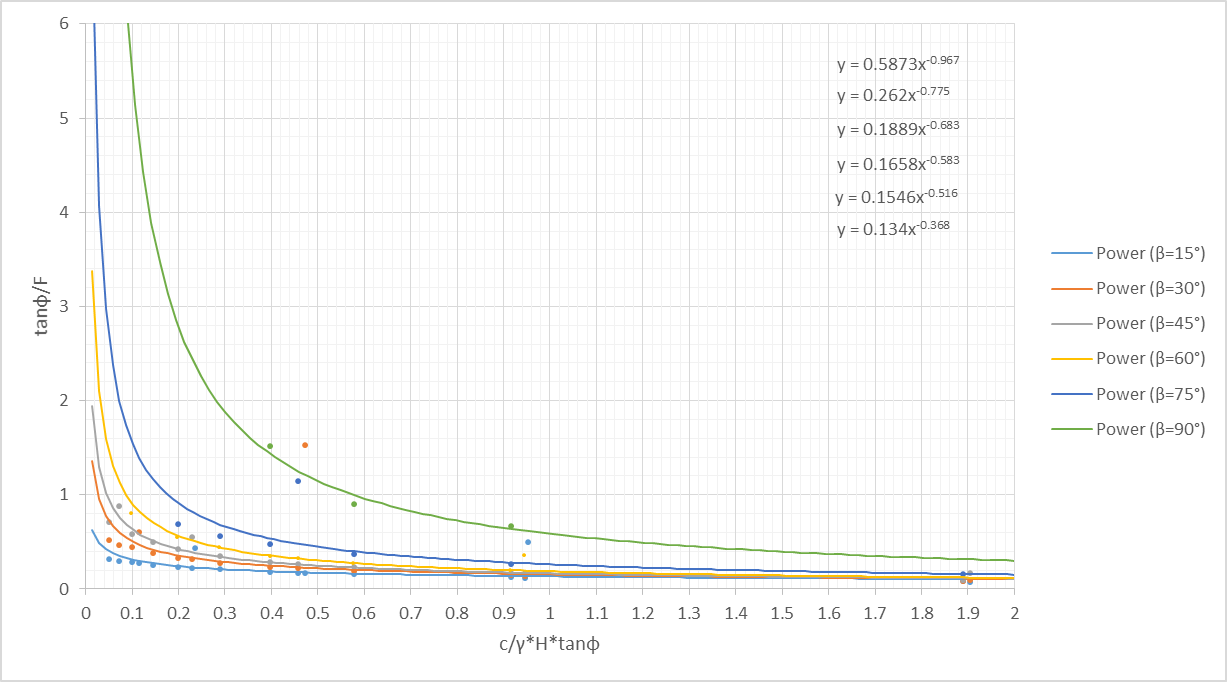 6
5
4
3
2
1
0
tanϕ/F
y = 0.5873x^-0.967
y = 0.262x^-0.775
y = 0.1889x^-0.683
y = 0.1658x^-0.583
y = 0.1546x^-0.516
y = 0.134x^-0.368
0 0.1 0.2 0.3 0.4 0.5 0.6 0.7 0.8 0.9 1 1.1 1.2 1.3 1.4 1.5 1.6 1.7 1.8 1.9 2
c/γ*H*tanϕ
Power (β=15°)
Power (β=30°)
Power (β=45°)
Power (β=60°)
Power (β=75°)
Power (β=90°)